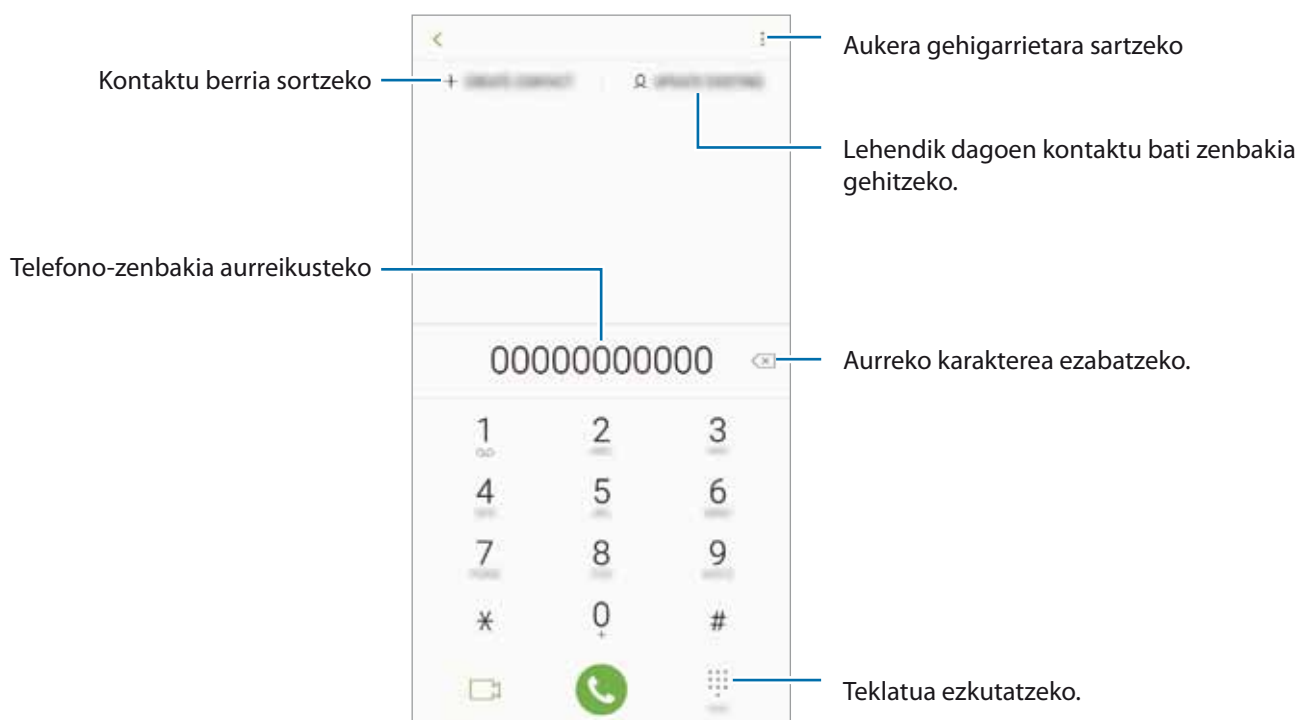 Aukera gehigarrietara sartzeko
Kontaktu berria sortzeko
Lehendik dagoen kontaktu bati zenbakia
gehitzeko.
Telefono-zenbakia aurreikusteko
00000000000
Aurreko karakterea ezabatzeko.
1 2 3
4 5 6
7 8 9
* 0 #
+
Teklatua ezkutatzeko.